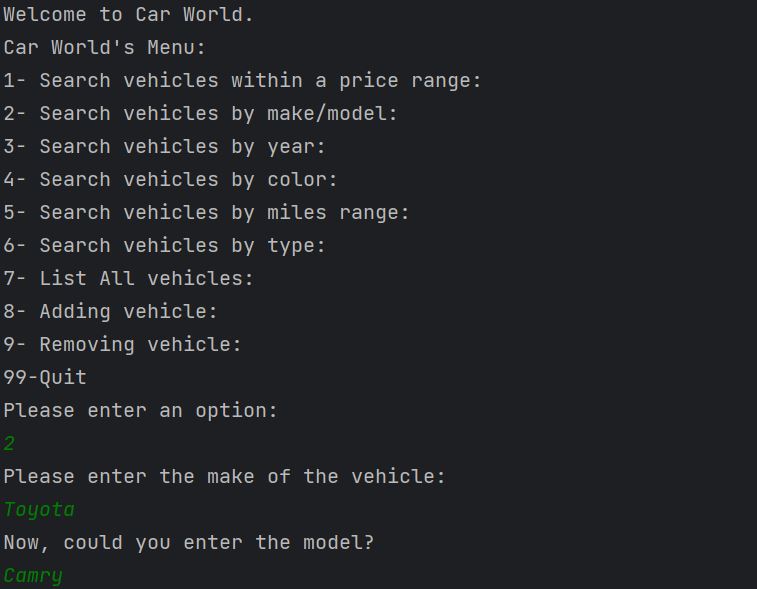 Welcome to Car World.
Car World's Menu:
1- Search vehicles within a price range:
2- Search vehicles by make/model:
3- Search vehicles by year:
4- Search vehicles by color:
5- Search vehicles by miles range:
6- Search vehicles by type:
7- List All vehicles:
8- Adding vehicle:
9- Removing vehicle:
99-Quit
Please enter an option:
2
Please enter the make of the vehicle:
Toyota
Now, could you enter the model?
Camry